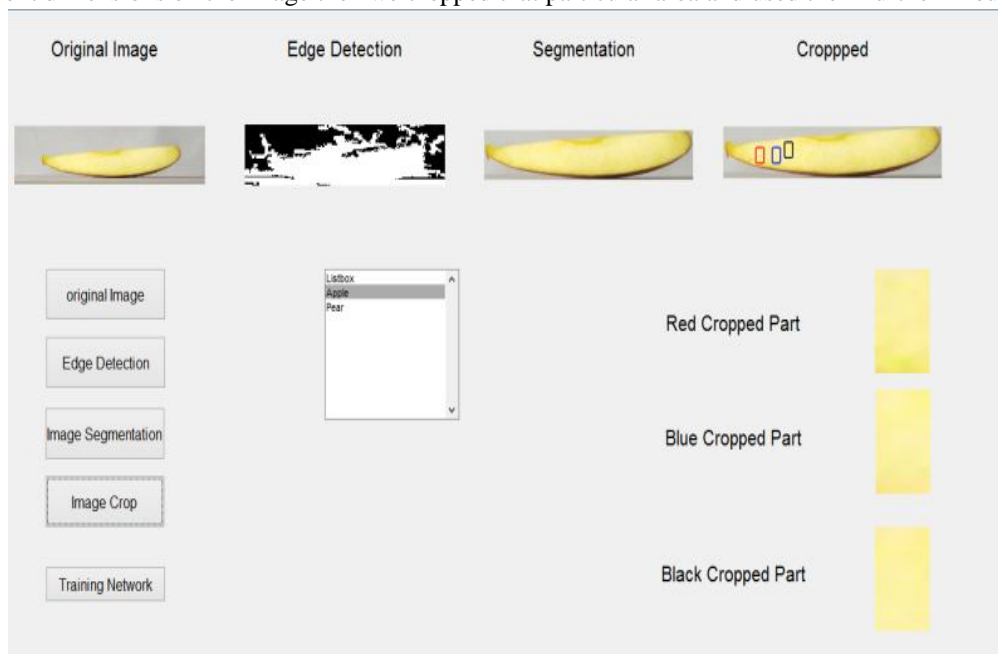 Original Image Edge Detection Segmentation Croppped
original Image
Edge Detection
Image Segmentation
Image Crop
Training Network
Listbox
Apple
Pear
Red Cropped Part
Blue Cropped Part
Black Cropped Part